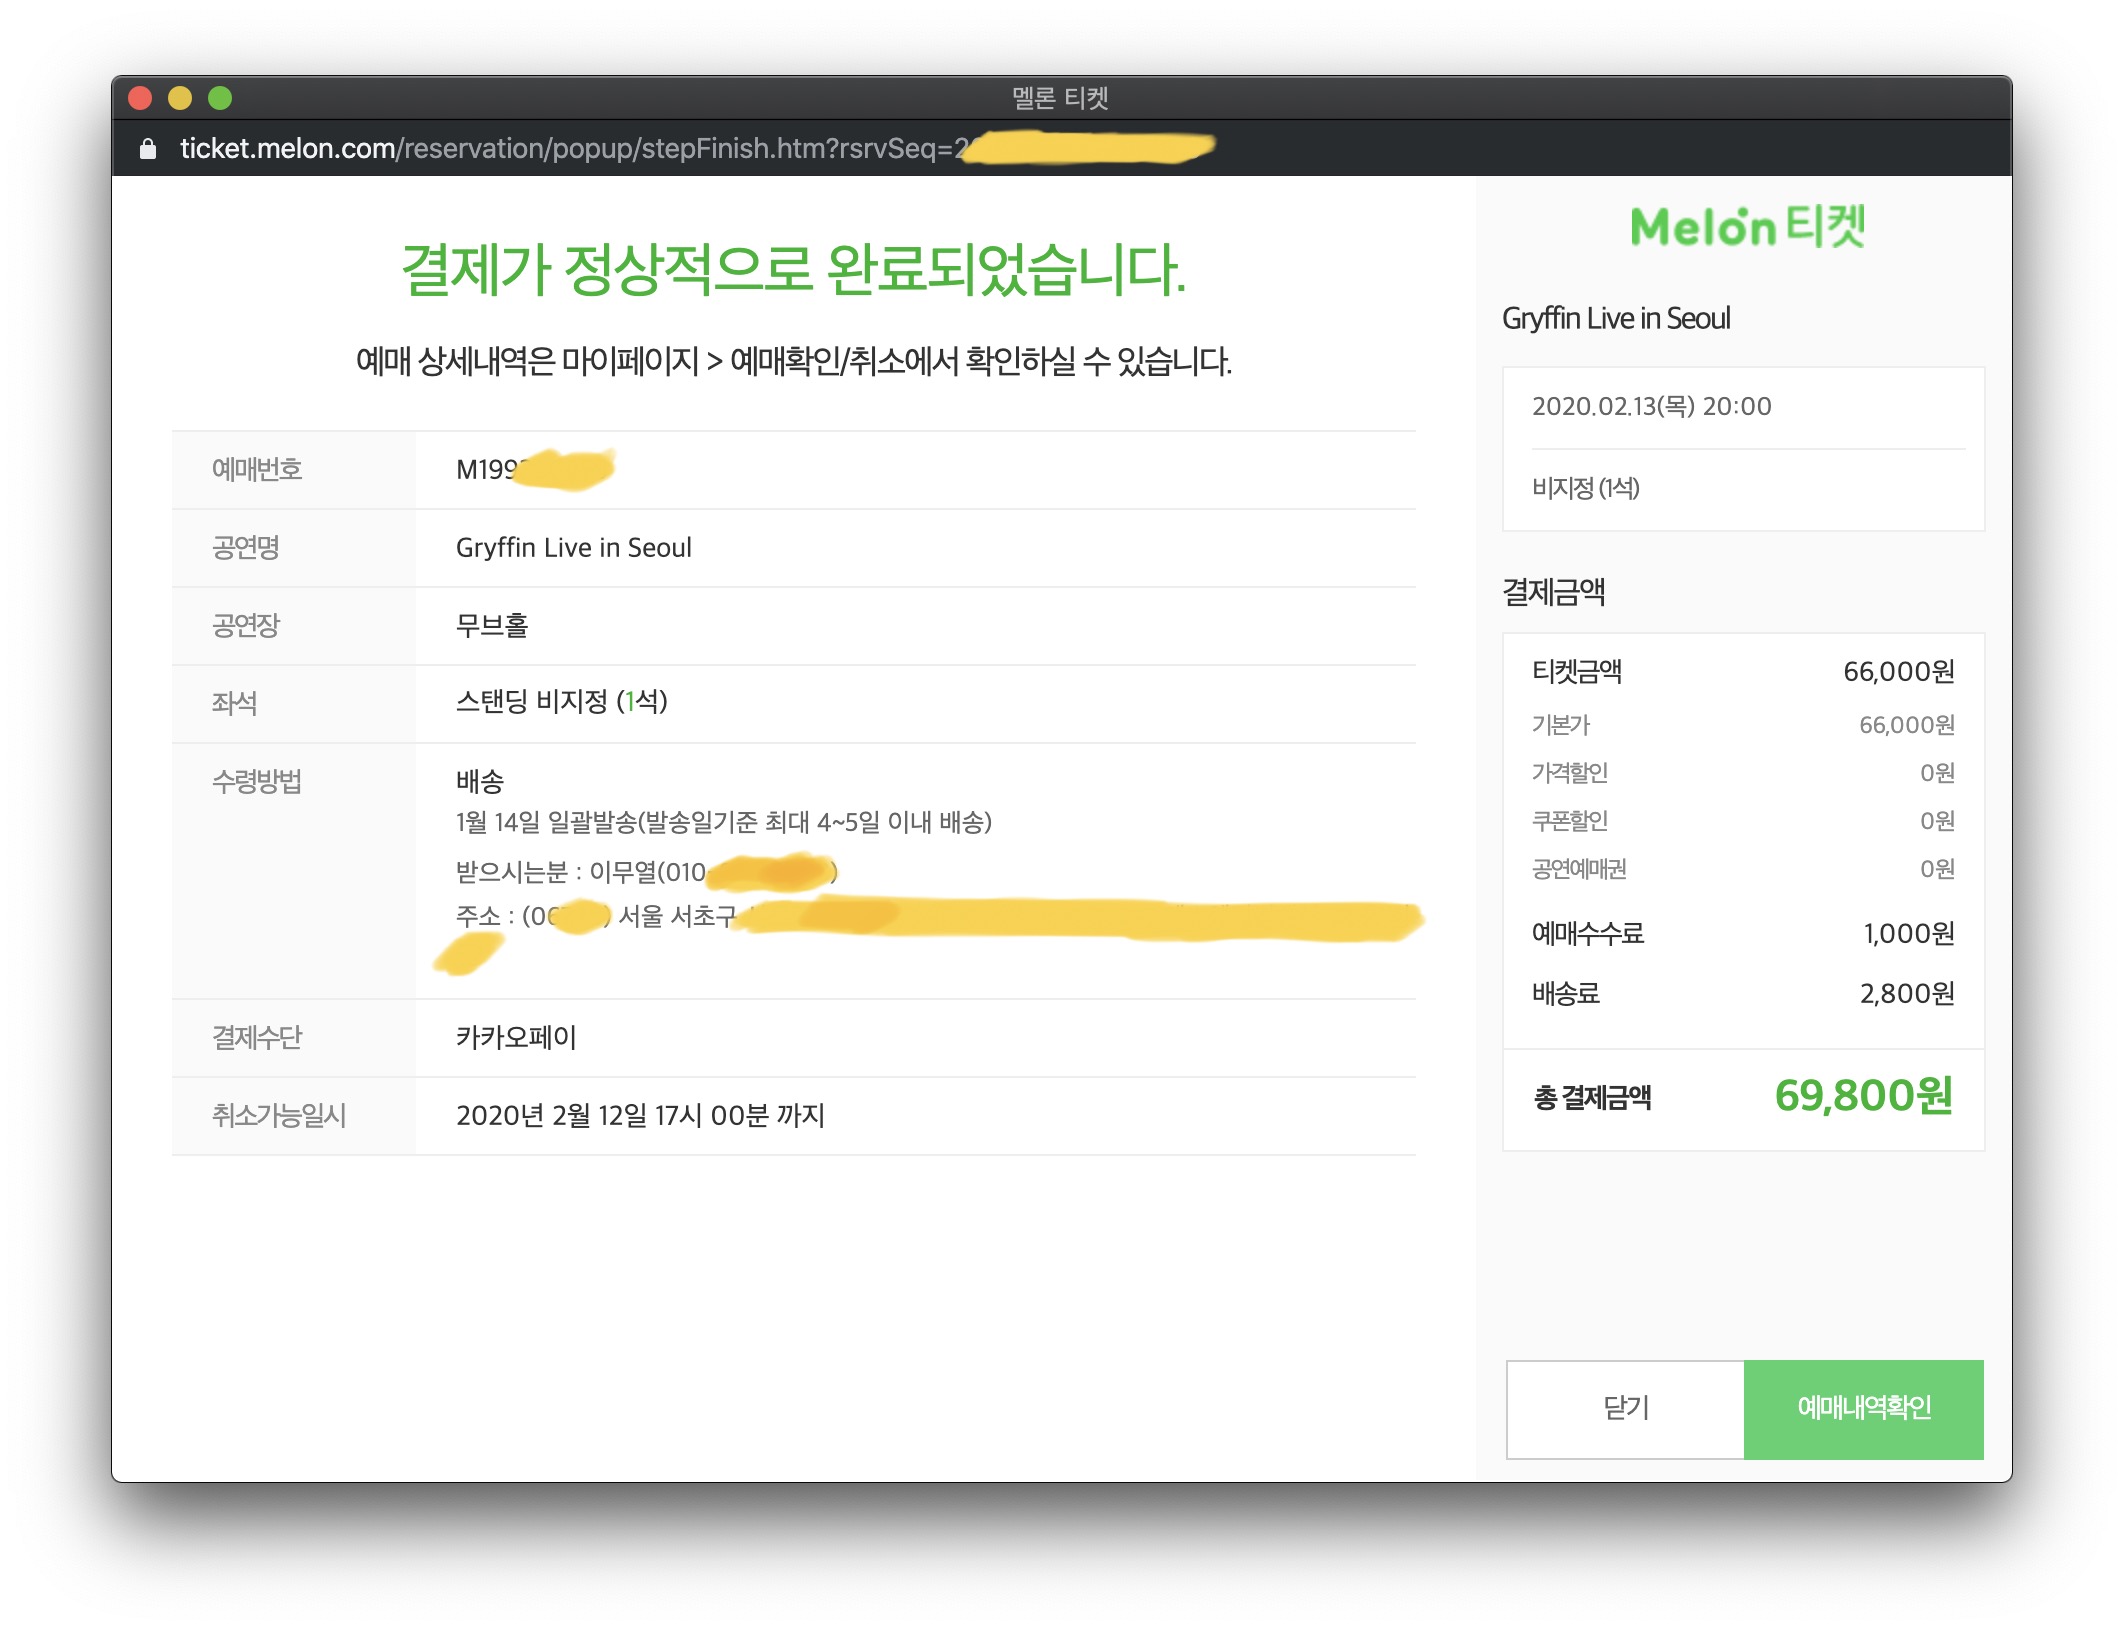 멜론 티켓
ticket.melon.com/reservation/popup/stepFinish.htm?rsrvSeq=2
결제가 정상적으로 완료되었습니다.
예매 상세내역은 마이페이지 > 예매확인/취소에서 확인하실 수 있습니다.
예매번호 M199
공연명 Gryffin Live in Seoul
공연장 무브홀
좌석 스탠딩 비지정 (1석)
수령방법 배송
1월 14일 일괄발송(발송일기준 최대 4~5일 이내 배송)
받으시는분 : 이무열(010 )
주소 : (06 ) 서울 서초구
결제수단 카카오페이
취소가능일시 2020년 2월 12일 17시 00분 까지
Melon 티켓
Gryffin Live in Seoul
2020.02.13(목) 20:00
비지정 (1석)
결제금액
티켓금액 66,000원
기본가 66,000원
가격할인 0원
쿠폰할인 0원
공연예매권 0원
예매수수료 1,000원
배송료 2,800원
총 결제금액 69,800원
닫기 예매내역확인